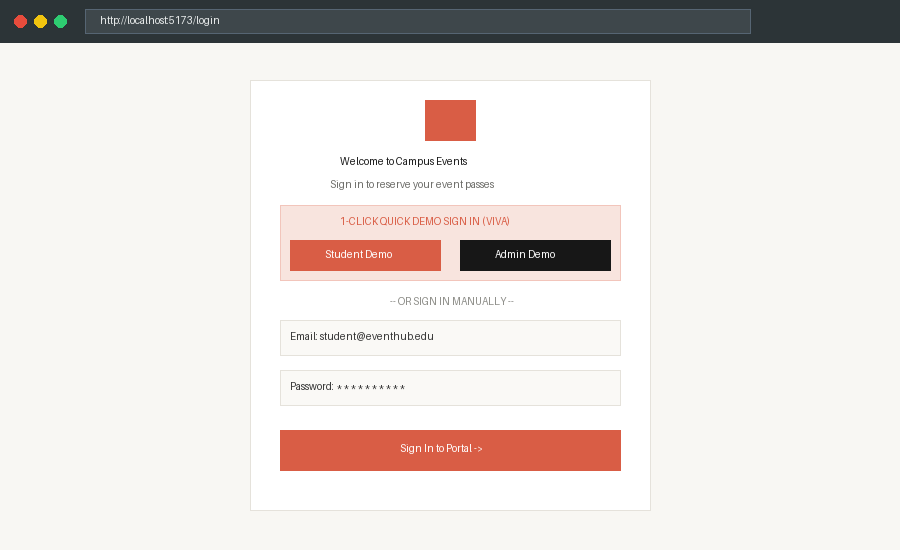 http://localhost:5173/login
Welcome to Campus Events
Sign in to reserve your event passes
1-CLICK QUICK DEMO SIGN IN (VIVA)
Student Demo
Admin Demo
-- OR SIGN IN MANUALLY --
Email: student@eventhub.edu
Password: **********
Sign In to Portal ->